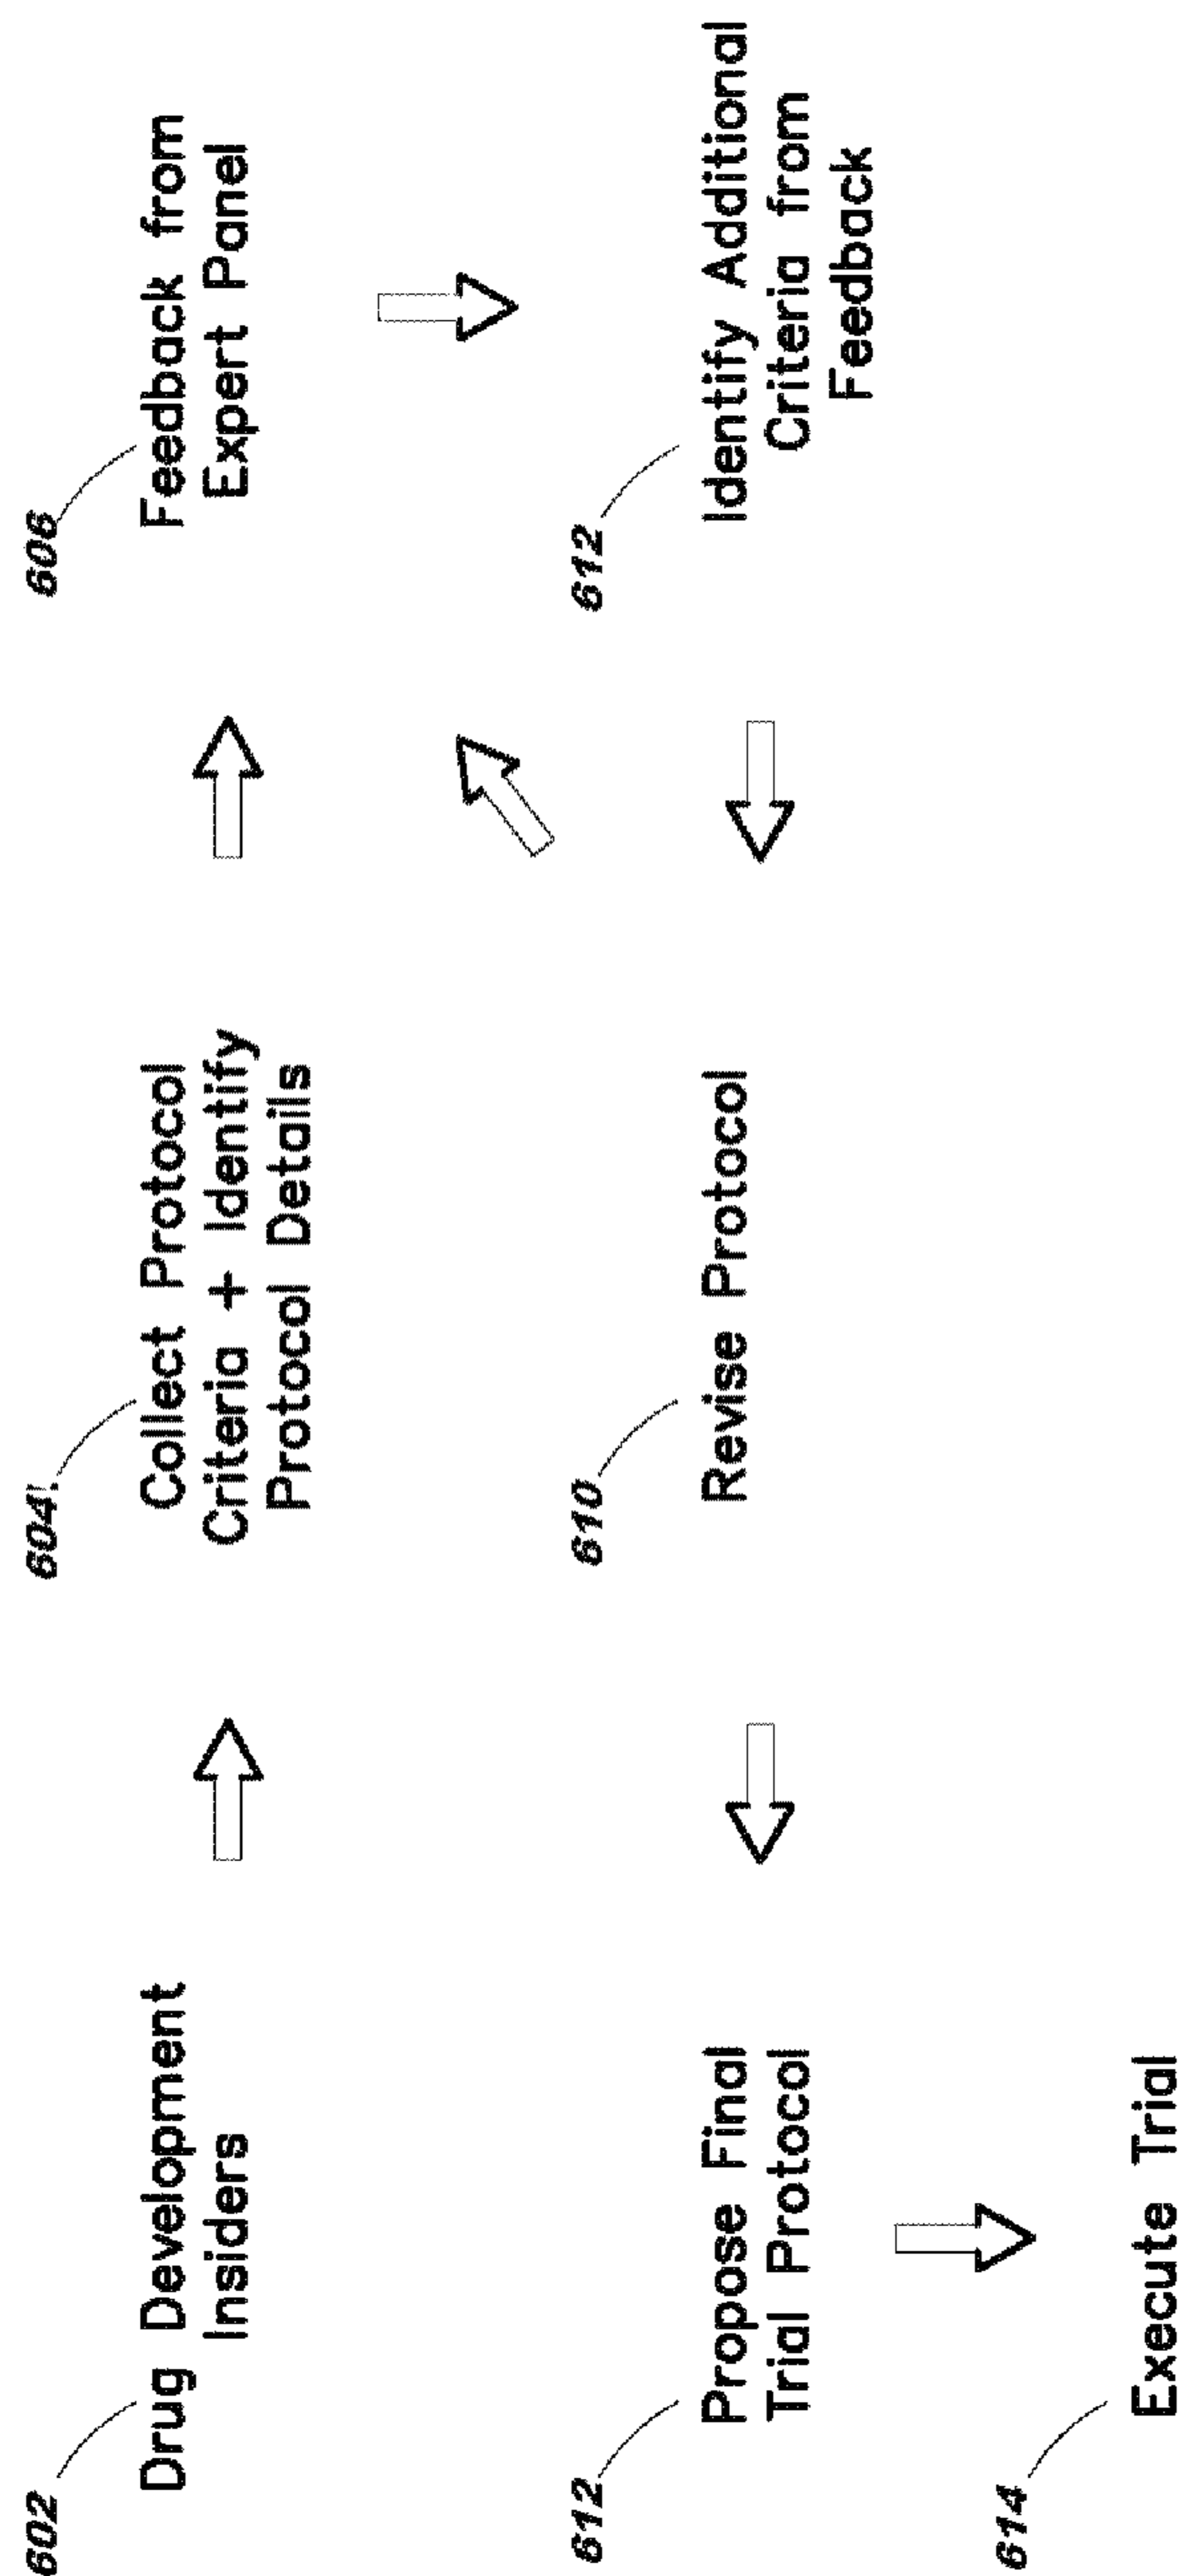 602
Drug Development
Insiders
604
Collect Protocol
Criteria + Identify
Protocol Details
606
Feedback from
Expert Panel
612
Propose Final
Trial Protocol
610
Revise Protocol
612
Identify Additional
Criteria from
Feedback
614
Execute Trial